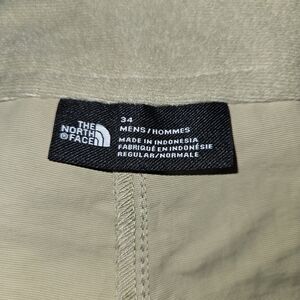 THE
NORTH
FACE
34
MENS/HOMMES
MADE IN INDONESIA
FABRIQUÉ EN INDONÉSIE
REGULAR/NORMALE